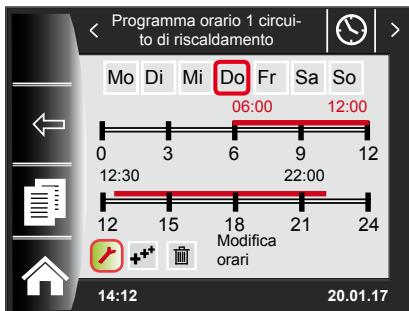 Programma orario 1 circui-
to di riscaldamento
Mo Di Mi Do Fr Sa So
06:00 12:00
0 3 6 9 12
12:30 22:00
12 15 18 21 24
Modifica
orari
14:12 20.01.17